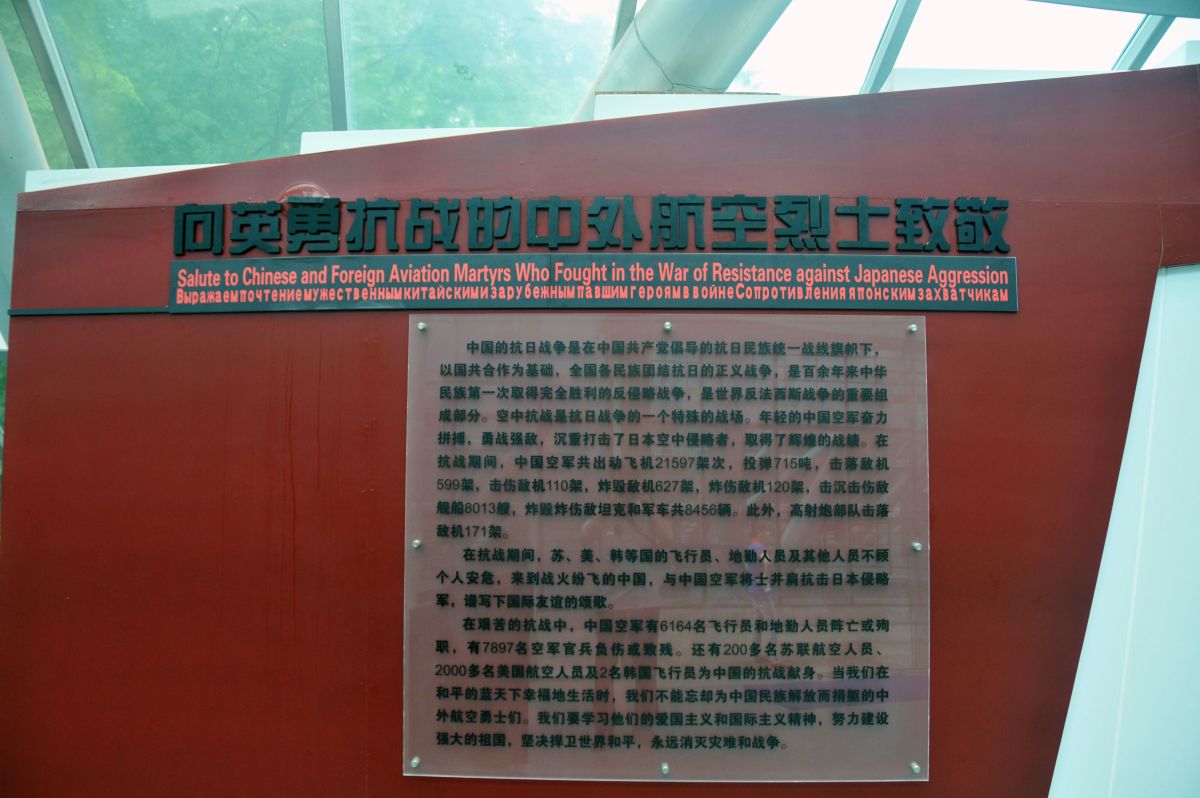 向英勇抗战的中外航空烈士致敬
Salute to Chinese and Foreign Aviation Martyrs Who Fought in the War of Resistance against Japanese Aggression
Выражаем почтение мужественным китайским и зарубежным павшим героям в войне Сопротивления японским захватчикам
中国的抗日战争是在中国共产党倡导的抗日民族统一战线旗帜下，
以国共合作为基础，全国各民族团结抗日的正义战争，是百余年来中华
民族第一次取得完全胜利的反侵略战争，是世界反法西斯战争的重要组
成部分。空中抗战是抗日战争的一个特殊的战场。年轻的中国空军奋力
拼搏，勇战强敌，沉重打击了日本空中侵略者，取得了辉煌的战绩。在
抗战期间，中国空军共出动飞机21597架次，投弹715吨，击落敌机
599架，击伤敌机110架，炸毁敌机627架，炸伤敌机120架，击沉击伤敌
舰船8013艘，炸毁炸伤敌坦克和军车共8456辆。此外，高射炮部队击落
敌机171架。
在抗战期间，苏、美、韩等国的飞行员、地勤人员及其他人员不顾
个人安危，来到战火纷飞的中国，与中国空军将士并肩抗击日本侵略
军，谱写下国际友谊的颂歌。
在艰苦的抗战中，中国空军有6164名飞行员和地勤人员阵亡或殉
职，有7897名空军官兵负伤或致残。还有200多名苏联航空人员、
2000多名美国航空人员及2名韩国飞行员为中国的抗战献身。当我们在
和平的蓝天下幸福地生活时，我们不能忘却为中国民族解放而捐躯的中
外航空勇士们。我们要学习他们的爱国主义和国际主义精神，努力建设
强大的祖国，坚决捍卫世界和平，永远消灭灾难和战争。